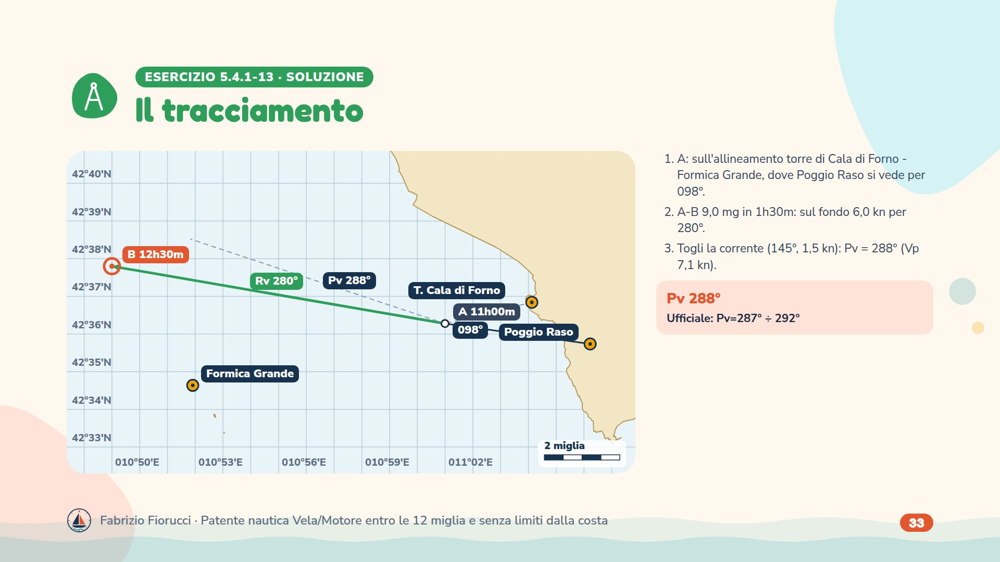 ESERCIZIO 5.4.1-13 · SOLUZIONE
Il tracciamento
42°40'N
42°39'N
42°38'N
42°37'N
42°36'N
42°35'N
42°34'N
42°33'N
010°50'E
010°53'E
010°56'E
010°59'E
011°02'E
B 12h30m
Rv 280°
Pv 288°
T. Cala di Forno
A 11h00m
098°
Poggio Raso
Formica Grande
2 miglia
1. A: sull'allineamento torre di Cala di Forno -
Formica Grande, dove Poggio Raso si vede per
098°.
2. A-B 9,0 mg in 1h30m: sul fondo 6,0 kn per
280°.
3. Togli la corrente (145°, 1,5 kn): Pv = 288° (Vp
7,1 kn).
Pv 288°
Ufficiale: Pv=287° ÷ 292°
Fabrizio Fiorucci · Patente nautica Vela/Motore entro le 12 miglia e senza limiti dalla costa
33